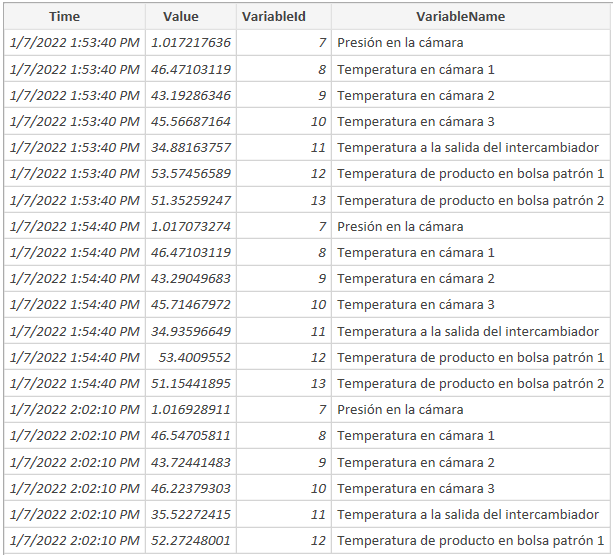 Time Value VariableId VariableName
1/7/2022 1:53:40 PM 1.017217636 7 Presión en la cámara
1/7/2022 1:53:40 PM 46.47103119 8 Temperatura en cámara 1
1/7/2022 1:53:40 PM 43.19286346 9 Temperatura en cámara 2
1/7/2022 1:53:40 PM 45.56687164 10 Temperatura en cámara 3
1/7/2022 1:53:40 PM 34.88163757 11 Temperatura a la salida del intercambiador
1/7/2022 1:53:40 PM 53.57456589 12 Temperatura de producto en bolsa patrón 1
1/7/2022 1:53:40 PM 51.35259247 13 Temperatura de producto en bolsa patrón 2
1/7/2022 1:54:40 PM 1.017073274 7 Presión en la cámara
1/7/2022 1:54:40 PM 46.47103119 8 Temperatura en cámara 1
1/7/2022 1:54:40 PM 43.29049683 9 Temperatura en cámara 2
1/7/2022 1:54:40 PM 45.71467972 10 Temperatura en cámara 3
1/7/2022 1:54:40 PM 34.93596649 11 Temperatura a la salida del intercambiador
1/7/2022 1:54:40 PM 53.4009552 12 Temperatura de producto en bolsa patrón 1
1/7/2022 1:54:40 PM 51.15441895 13 Temperatura de producto en bolsa patrón 2
1/7/2022 2:02:10 PM 1.016928911 7 Presión en la cámara
1/7/2022 2:02:10 PM 46.54705811 8 Temperatura en cámara 1
1/7/2022 2:02:10 PM 43.72441483 9 Temperatura en cámara 2
1/7/2022 2:02:10 PM 46.22379303 10 Temperatura en cámara 3
1/7/2022 2:02:10 PM 35.52272415 11 Temperatura a la salida del intercambiador
1/7/2022 2:02:10 PM 52.27248001 12 Temperatura de producto en bolsa patrón 1